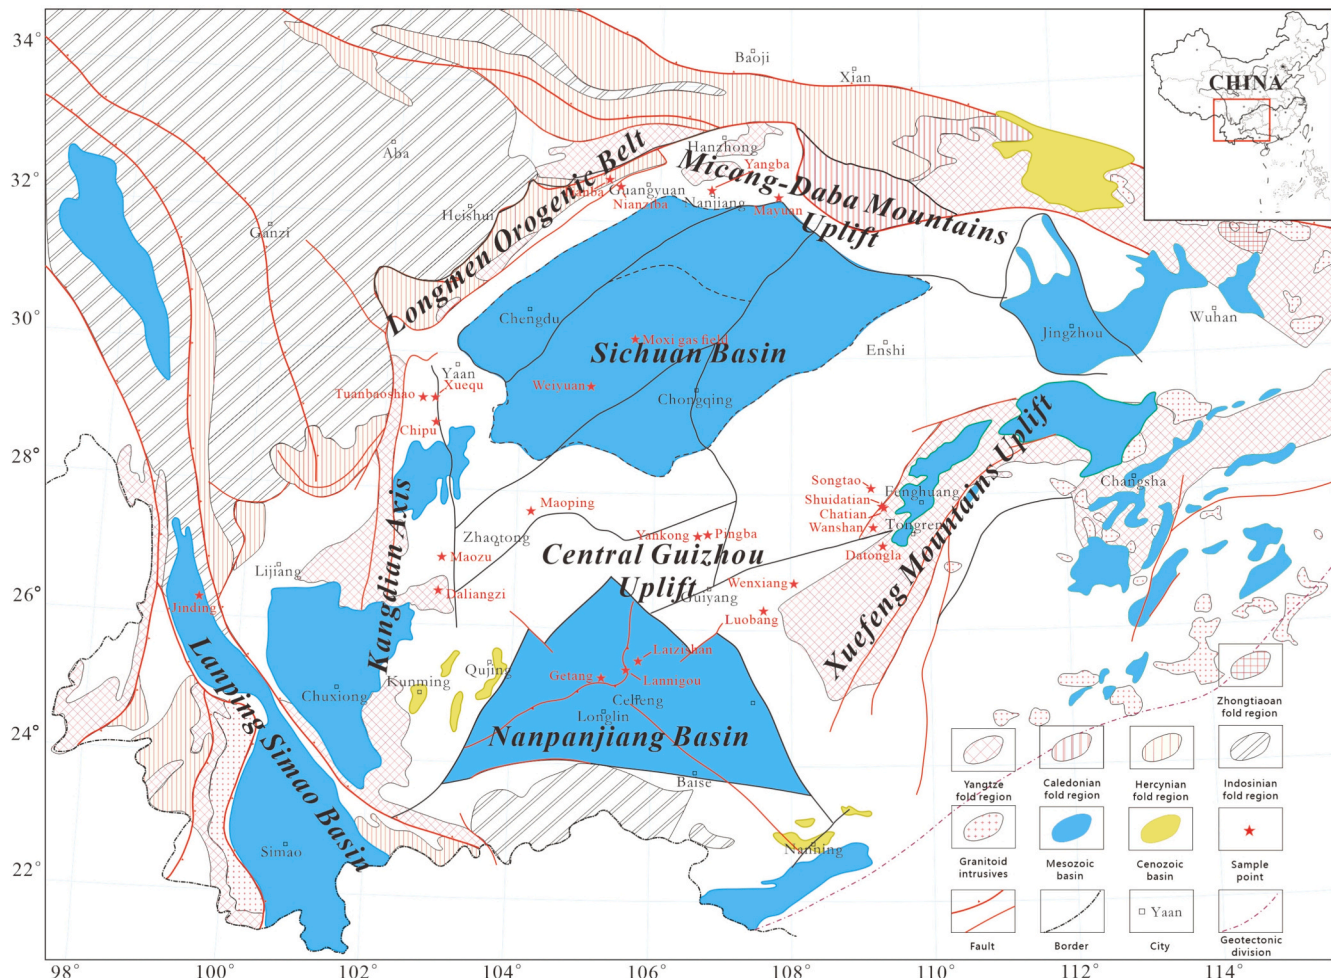 34°
32°
30°
28°
26°
24°
22°
98°
100°
102°
104°
106°
108°
110°
112°
114°
CHINA
Baoji
Xian
Aba
Hanzhong
Yangba
Guangyuan
Nianziba
Nanjiang
Mayuan
Heishui
Ganzi
Longmen Orogenic Belt
Micang-Daba Mountains
Uplift
Chengdu
Moxi gas field
Sichuan Basin
Enshi
Jingzhou
Wuhan
Yaan
Xuequ
Tuanbaoshao
Chipu
Weiyuan
Chongqing
Songtao
Shuidatian
Chatian
Wanshan
Fenghuang
Tongren
Datongla
Changsha
Xuefeng Mountains Uplift
Maoping
Zhaotong
Maozu
Daliangzi
Yankong
Pingba
Central Guizhou
Uplift
Wenxiang
Guiyang
Luobang
Lijiang
Jinding
Kangdian Axis
Lanping Simao Basin
Chuxiong
Kunming
Qujing
Laizishan
Getang
Lannigou
Ceheng
Longlin
Nanpanjiang Basin
Baise
Nanning
Simao
Zhongtiaoan
fold region
Yangtze
fold region
Caledonian
fold region
Hercynian
fold region
Indosinian
fold region
Granitoid
intrusives
Mesozoic
basin
Cenozoic
basin
Sample
point
Yaan
Fault
Border
City
Geotectonic
division